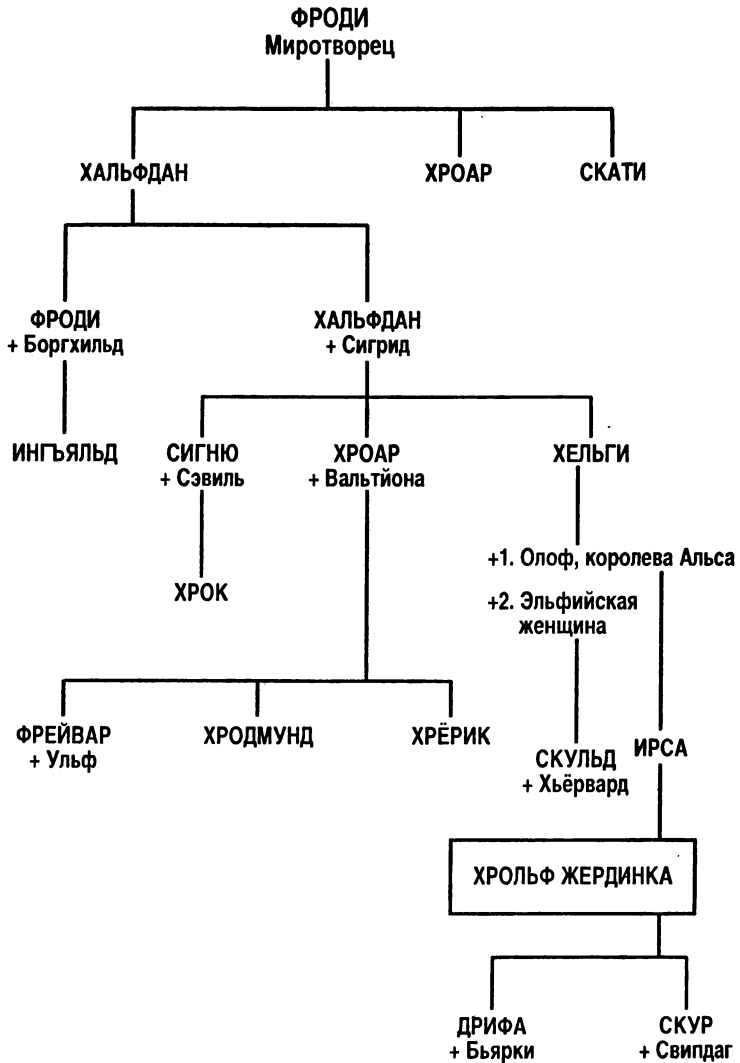 ФРОДИ
Миротворец
ХАЛЬФДАН ХРОАР СКАТИ
ФРОДИ
+ Боргхильд
ХАЛЬФДАН
+ Сигрид
ИНГЪЯЛЬД
СИГНЮ
+ Сэвиль
ХРОАР
+ Вальтйона
ХЕЛЬГИ
ХРОК
+1. Олоф, королева Альса
+2. Эльфийская
женщина
ФРЕЙВАР
+ Ульф
ХРОДМУНД
ХРЁРИК
СКУЛЬД
+ Хьёрвард
ИРСА
ХРОЛЬФ ЖЕРДИНКА
ДРИФА
+ Бьярки
СКУР
+ Свипдаг